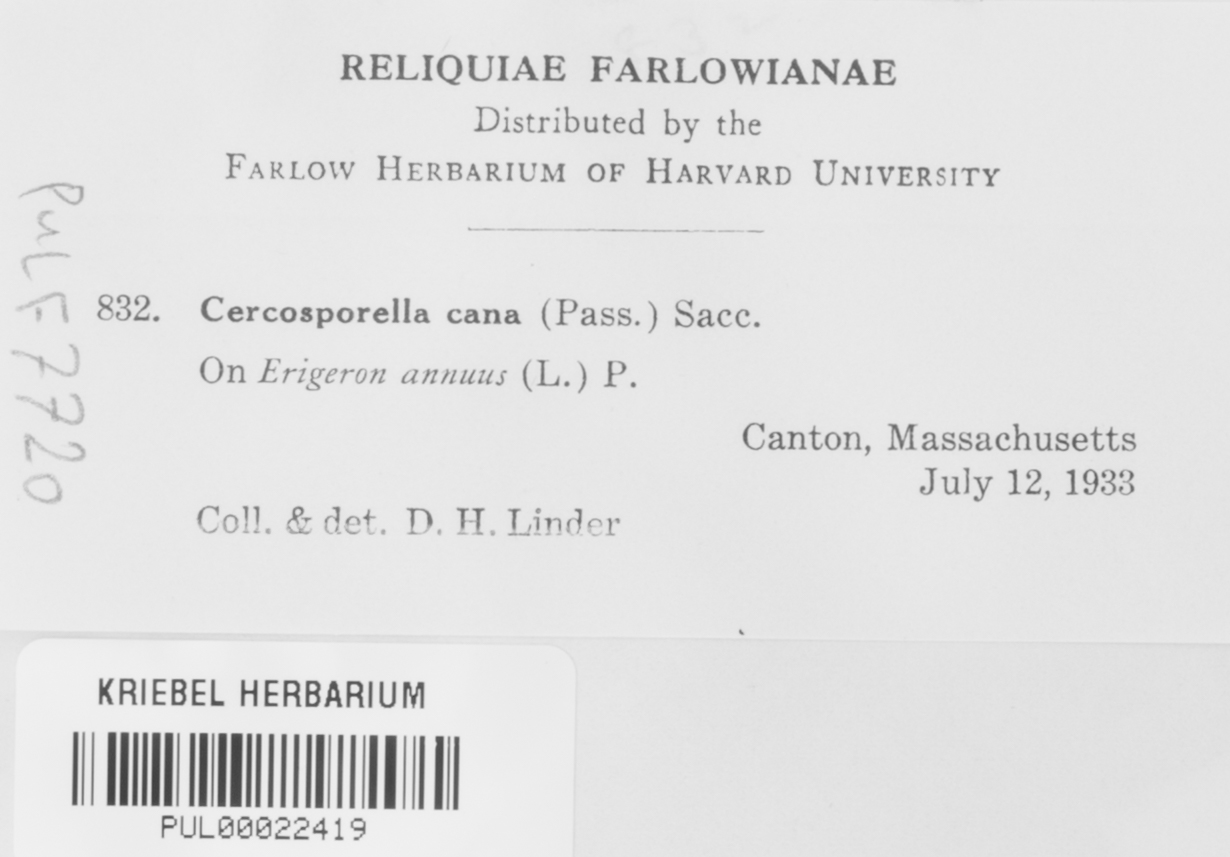 RELIQUIAE FARLOWIANAE
Distributed by the
FARLOW HERBARIUM OF HARVARD UNIVERSITY
PUL F 7720
832. Cercosporella cana (Pass.) Sacc.
On Erigeron annuus (L.) P.
Canton, Massachusetts
July 12, 1933
Coll. & det. D. H. Linder
KRIEBEL HERBARIUM
PUL00022419